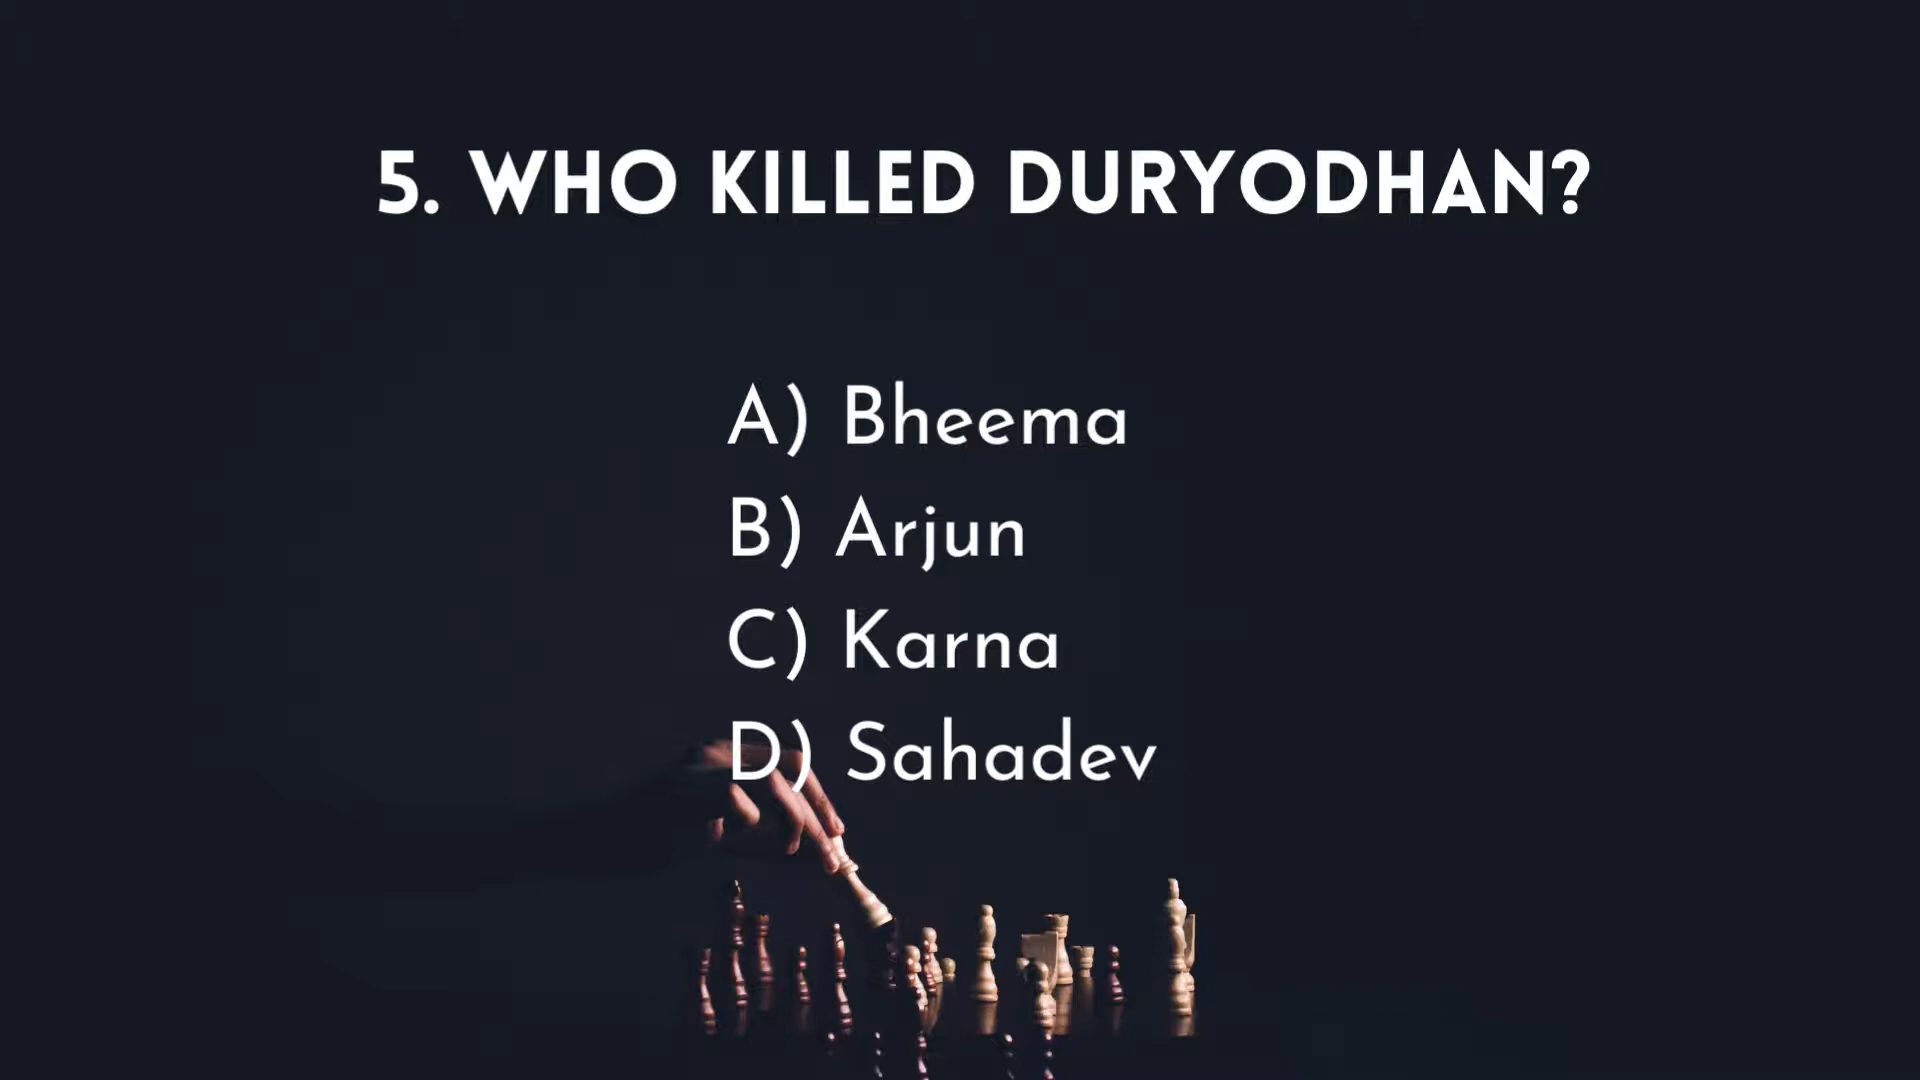 5. WHO KILLED DURYODHAN?
A) Bheema
B) Arjun
C) Karna
D) Sahadev